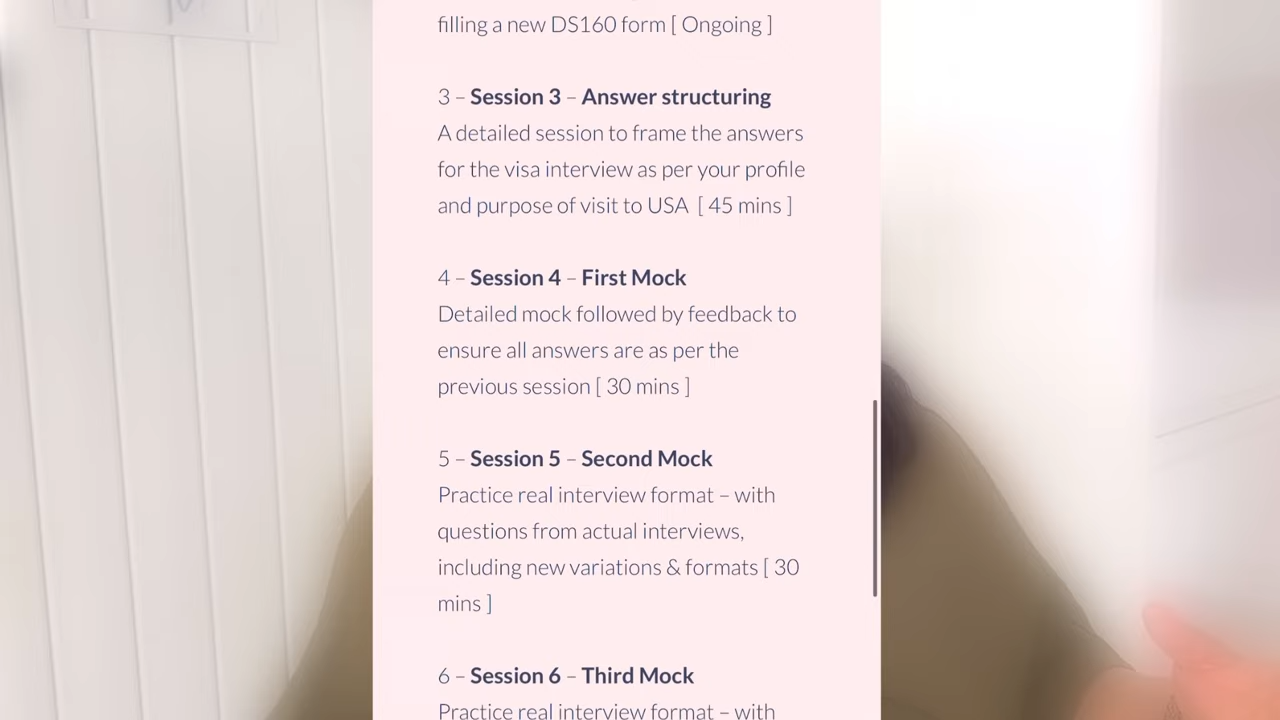 filling a new DS160 form [ Ongoing ]
3 – Session 3 – Answer structuring
A detailed session to frame the answers
for the visa interview as per your profile
and purpose of visit to USA [ 45 mins ]
4 – Session 4 – First Mock
Detailed mock followed by feedback to
ensure all answers are as per the
previous session [ 30 mins ]
5 – Session 5 – Second Mock
Practice real interview format – with
questions from actual interviews,
including new variations & formats [ 30
mins ]
6 – Session 6 – Third Mock
Practice real interview format – with